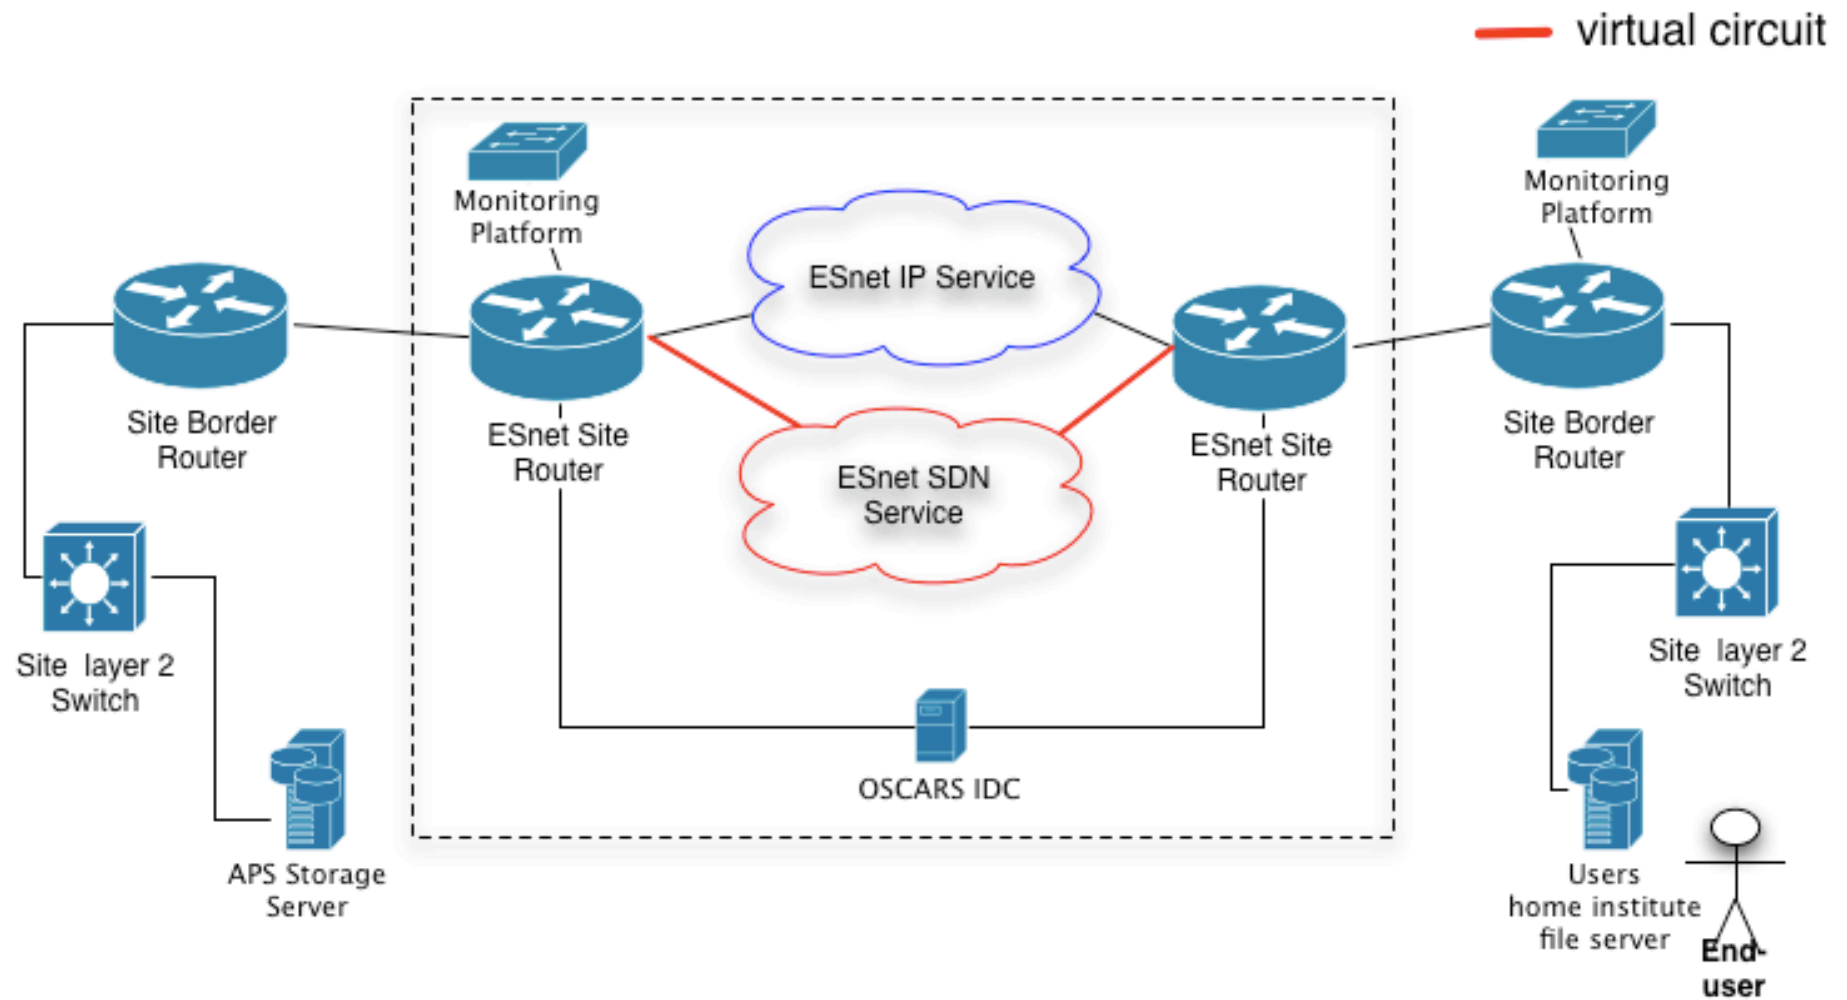 virtual circuit
Monitoring
Platform
Monitoring
Platform
ESnet IP Service
Site Border
Router
ESnet Site
Router
ESnet SDN
Service
ESnet Site
Router
Site Border
Router
Site layer 2
Switch
Site layer 2
Switch
OSCARS IDC
APS Storage
Server
Users
home institute
file server
End-
user